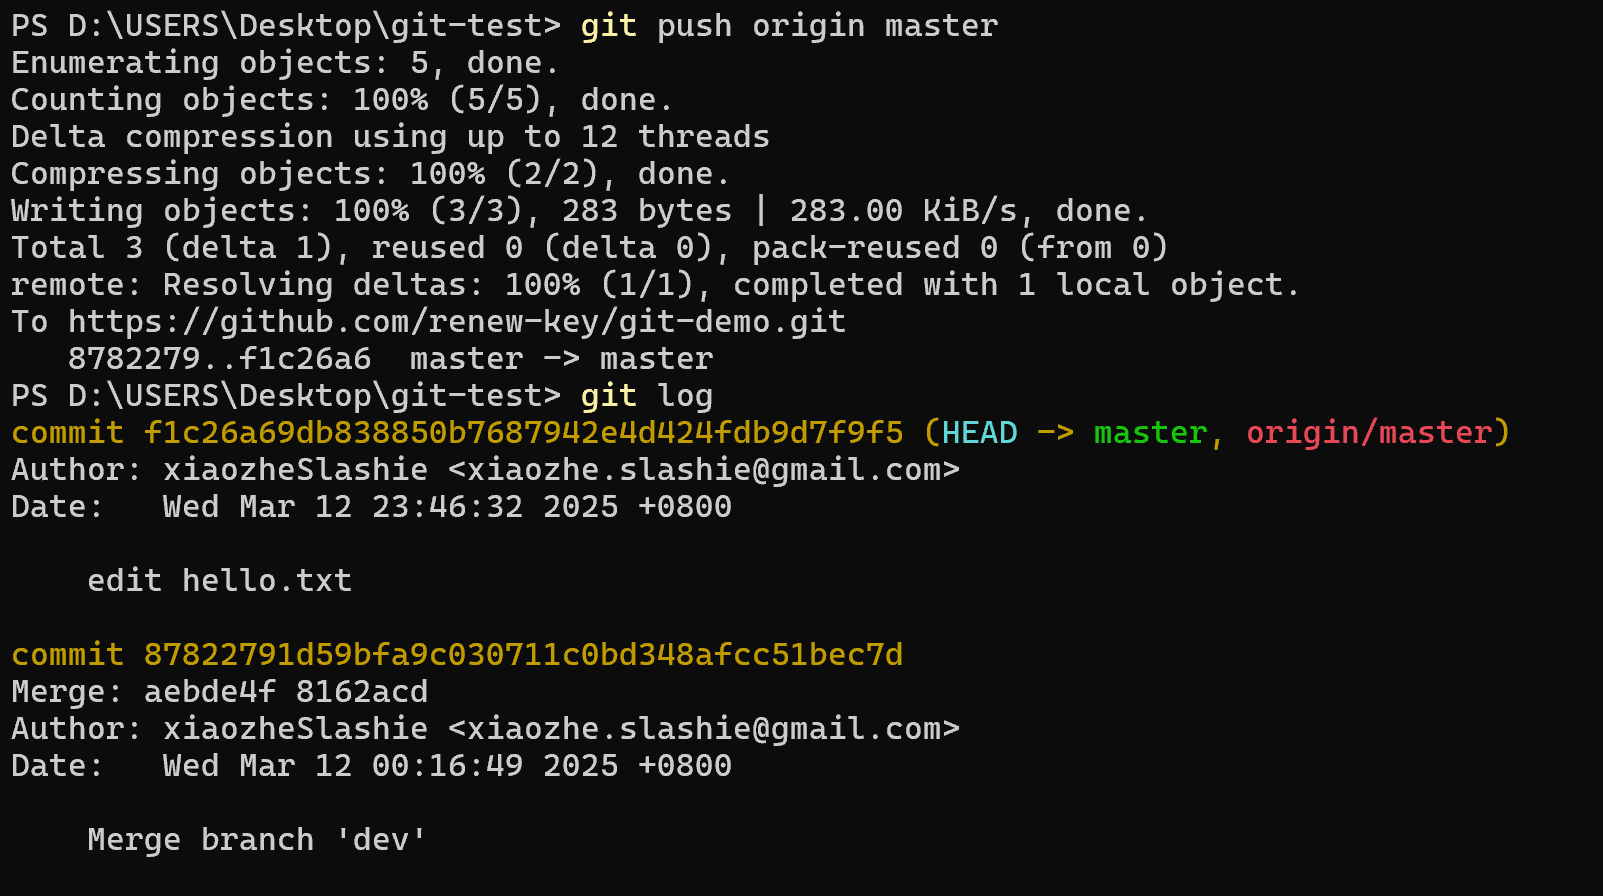 PS D:\USERS\Desktop\git-test> git push origin master
Enumerating objects: 5, done.
Counting objects: 100% (5/5), done.
Delta compression using up to 12 threads
Compressing objects: 100% (2/2), done.
Writing objects: 100% (3/3), 283 bytes | 283.00 KiB/s, done.
Total 3 (delta 1), reused 0 (delta 0), pack-reused 0 (from 0)
remote: Resolving deltas: 100% (1/1), completed with 1 local object.
To https://github.com/renew-key/git-demo.git
   8782279..f1c26a6  master -> master
PS D:\USERS\Desktop\git-test> git log
commit f1c26a69db838850b7687942e4d424fdb9d7f9f5 (HEAD -> master, origin/master)
Author: xiaozheSlashie <xiaozhe.slashie@gmail.com>
Date:   Wed Mar 12 23:46:32 2025 +0800
    edit hello.txt
commit 87822791d59bfa9c030711c0bd348afcc51bec7d
Merge: aebde4f 8162acd
Author: xiaozheSlashie <xiaozhe.slashie@gmail.com>
Date:   Wed Mar 12 00:16:49 2025 +0800
    Merge branch 'dev'